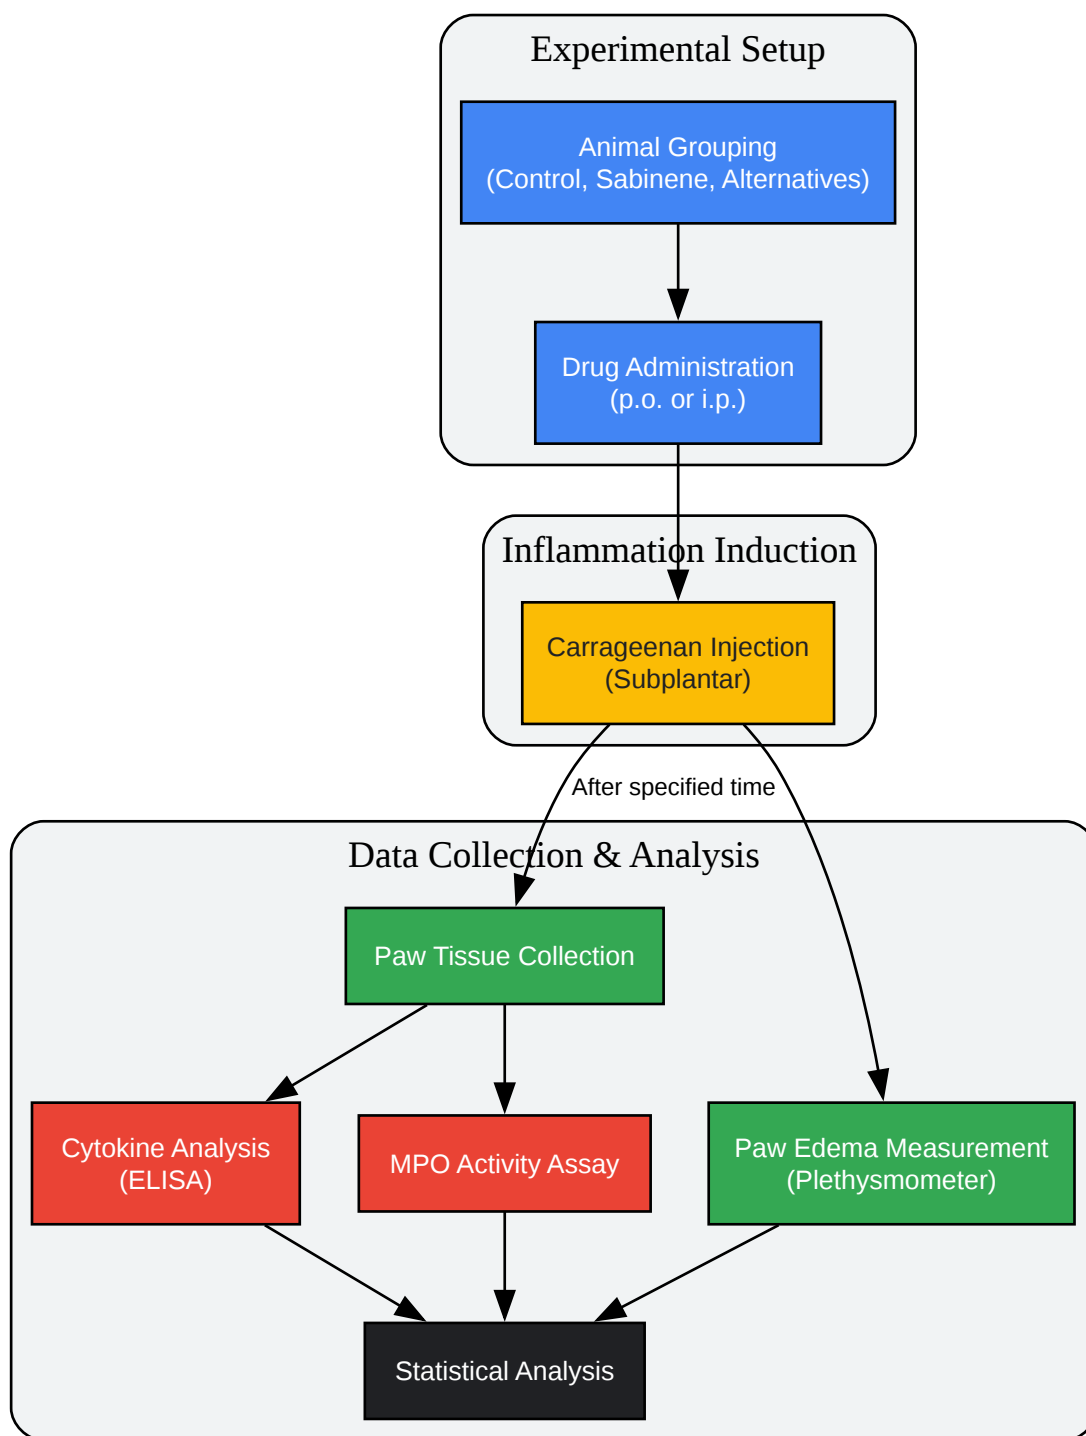 Experimental Setup
Animal Grouping
(Control, Sabinene, Alternatives)
Drug Administration
(p.o. or i.p.)
Inflammation Induction
Carrageenan Injection
(Subplantar)
After specified time
Data Collection & Analysis
Paw Tissue Collection
Cytokine Analysis
(ELISA)
MPO Activity Assay
Paw Edema Measurement
(Plethysmometer)
Statistical Analysis